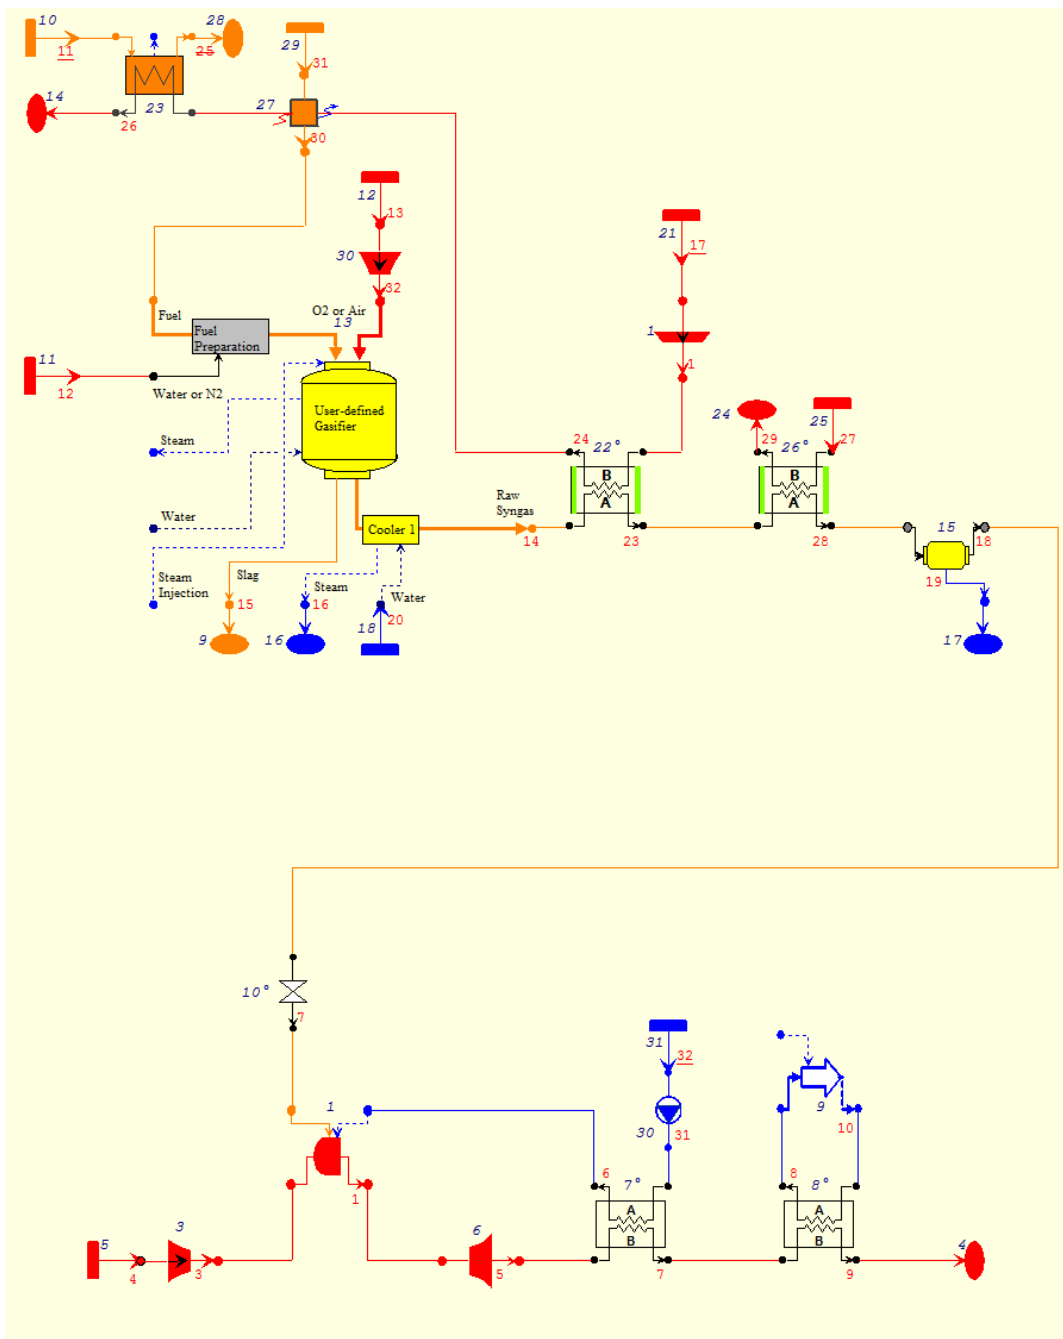 10
28
11
25
29
31
14
23
26
27
30
12
13
30
32
21
17
1
1
Fuel
O2 or Air
13
Fuel
Preparation
11
12
Water or N2
User-defined
Gasifier
Steam
Water
Steam
Injection
Cooler 1
Raw
Syngas
14
Slag
15
Steam
16
Water
20
9
16
18
24
22°
B
A
23
24
29
25
27
26°
B
A
28
15
18
19
17
10°
7
1
1
5
4
3
3
6
5
31
32
30
31
6
7°
A
B
7
9
10
8
8°
A
B
9
4